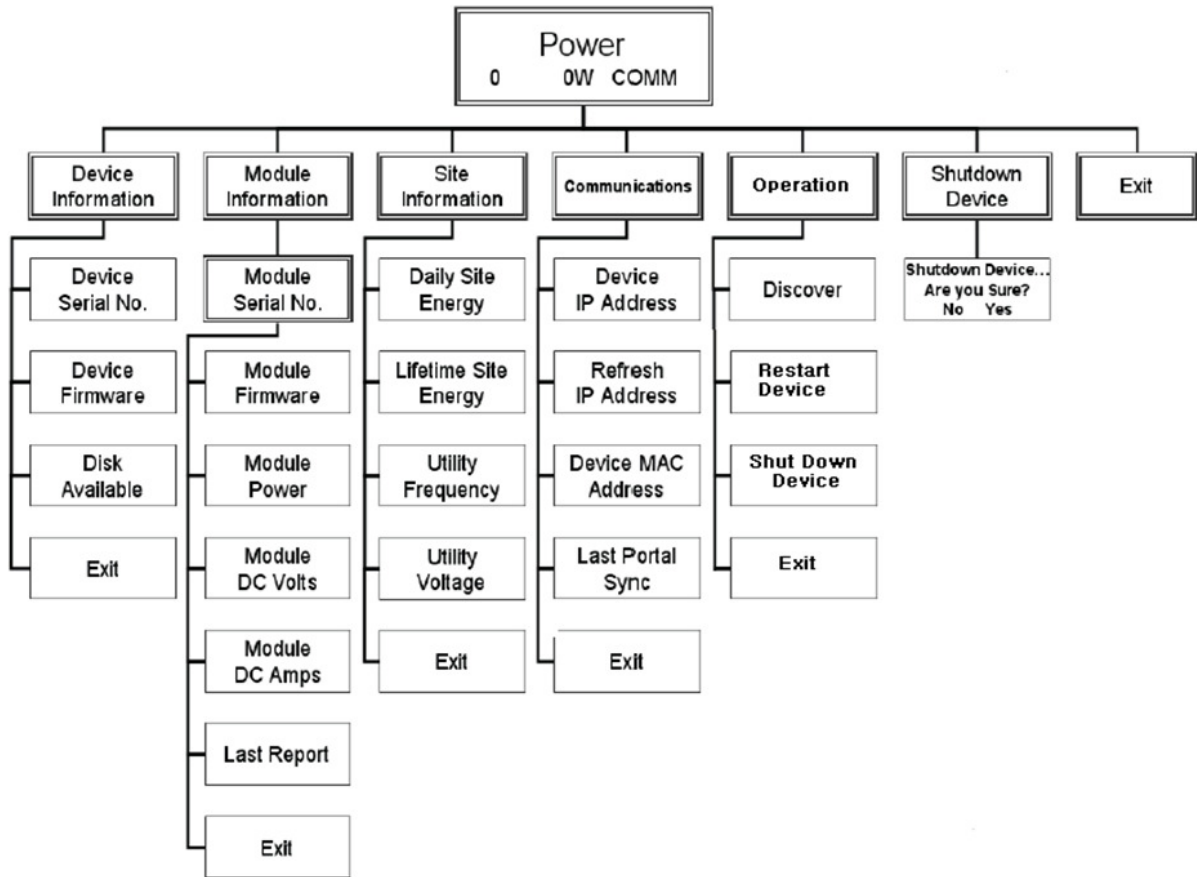 Power
0 0W COMM
Device
Information
Module
Information
Site
Information
Communications
Operation
Shutdown
Device
Exit
Device
Serial No.
Device
Firmware
Disk
Available
Exit
Module
Serial No.
Module
Firmware
Module
Power
Module
DC Volts
Module
DC Amps
Last Report
Exit
Daily Site
Energy
Lifetime Site
Energy
Utility
Frequency
Utility
Voltage
Exit
Device
IP Address
Refresh
IP Address
Device MAC
Address
Last Portal
Sync
Exit
Discover
Restart
Device
Shut Down
Device
Exit
Shutdown Device...
Are you Sure?
No Yes